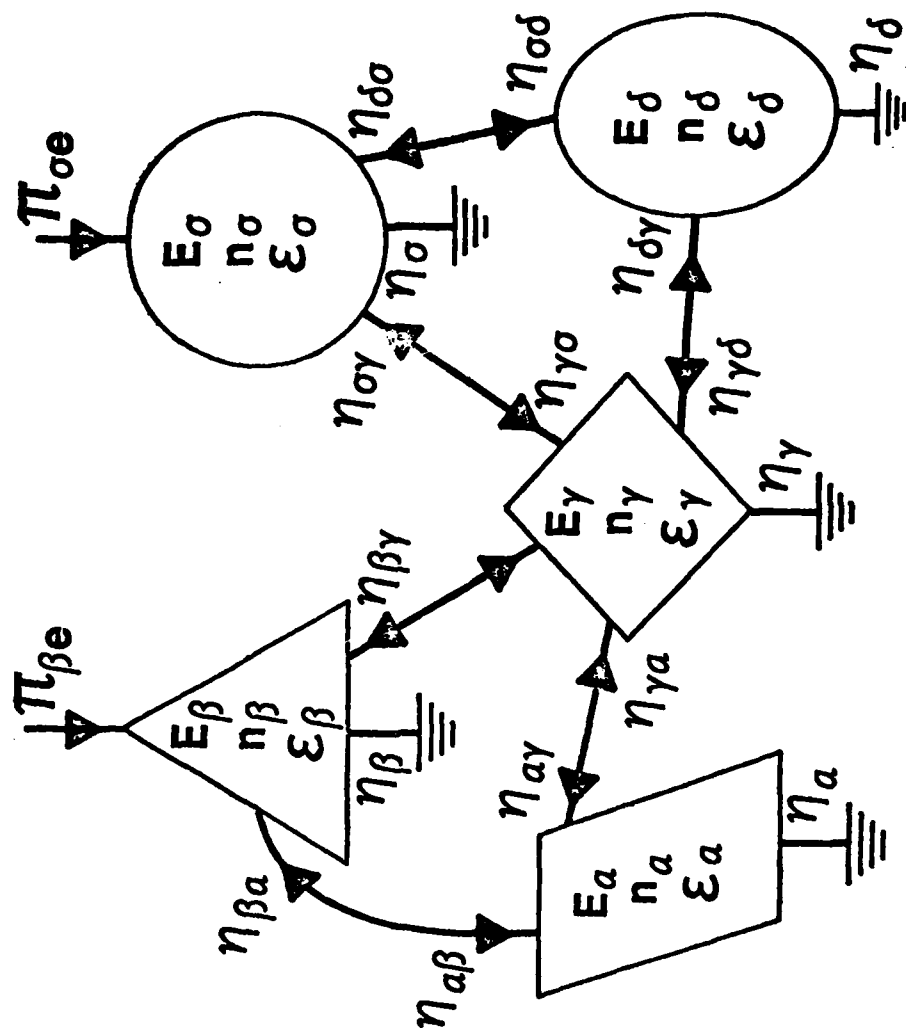 Π_βe
Π_σe
E_β
n_β
ε_β
E_σ
n_σ
ε_σ
η_βα
η_β
η_βγ
η_σγ
η_σ
η_δσ
η_αβ
η_αγ
η_γσ
η_σδ
E_α
n_α
ε_α
η_γα
E_γ
n_γ
ε_γ
η_δγ
η_γδ
E_δ
n_δ
ε_δ
η_α
η_γ
η_δ